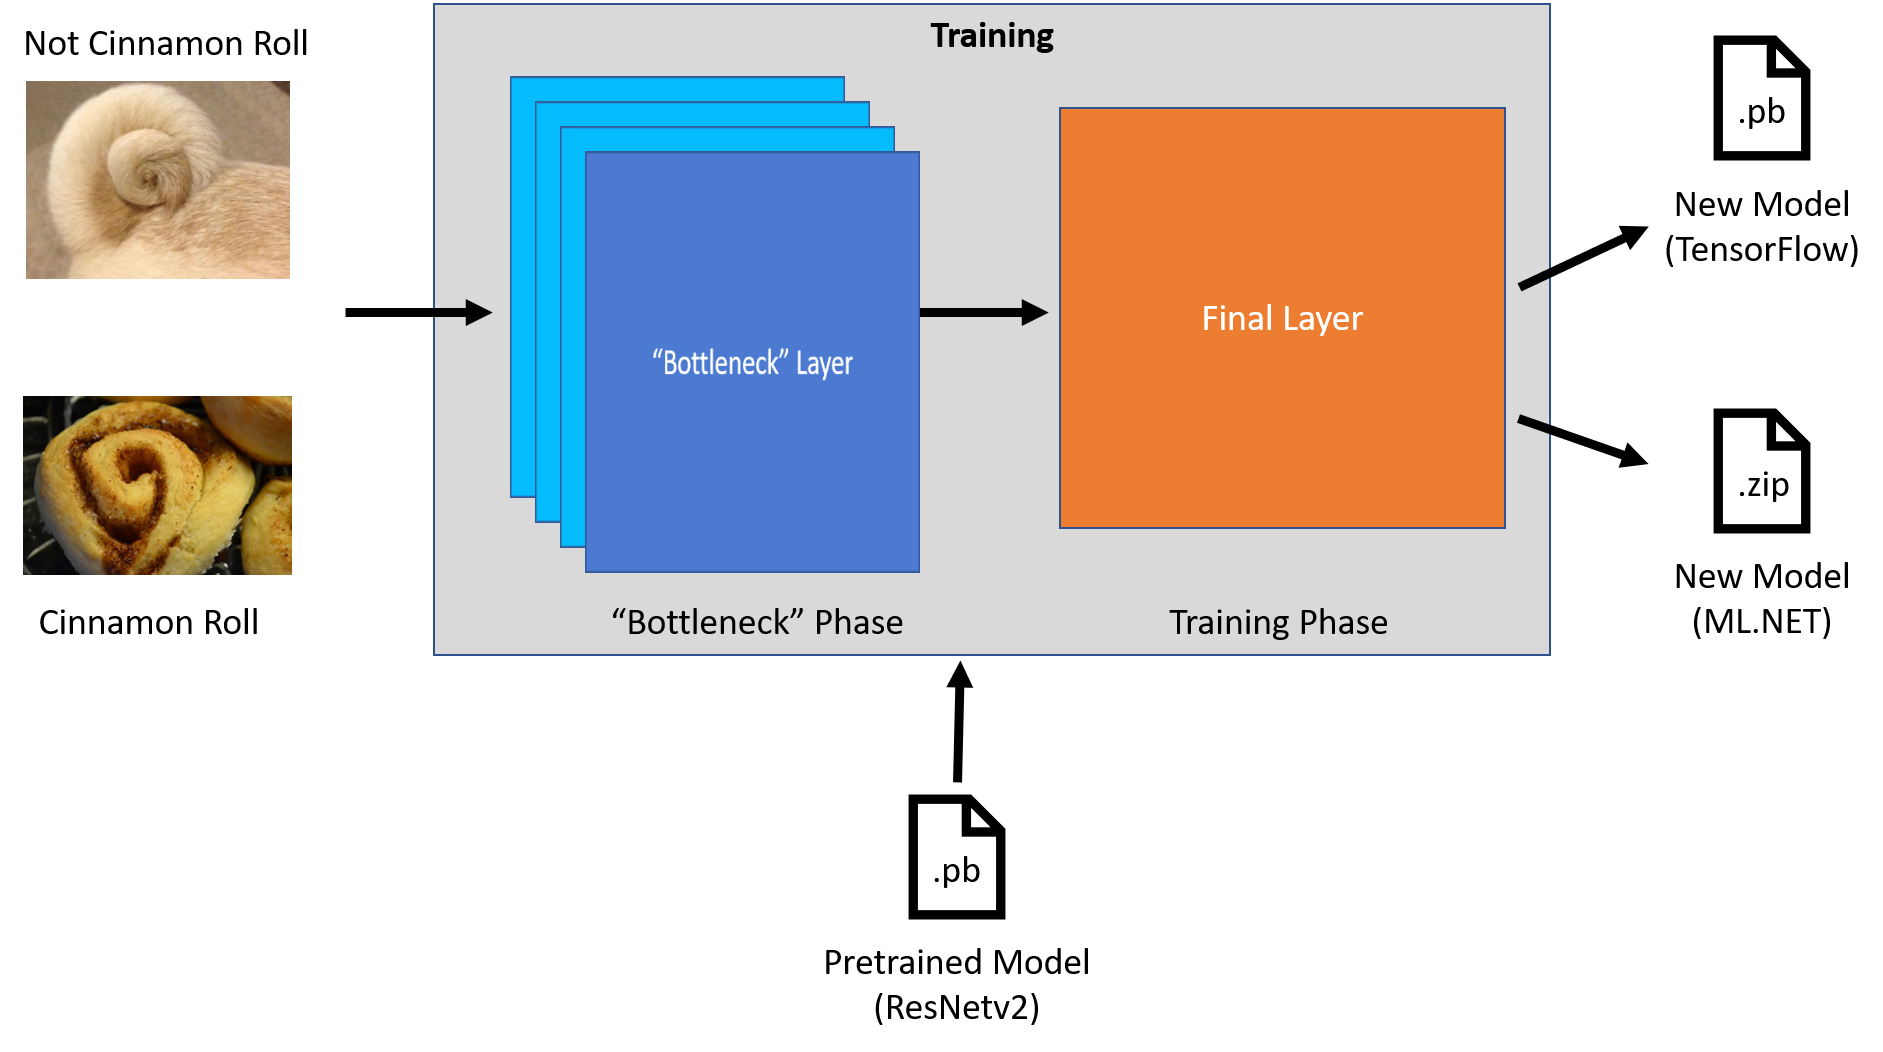 Not Cinnamon Roll
Cinnamon Roll
Training
“Bottleneck” Layer
“Bottleneck” Phase
Final Layer
Training Phase
.pb
New Model
(TensorFlow)
.zip
New Model
(ML.NET)
.pb
Pretrained Model
(ResNetv2)